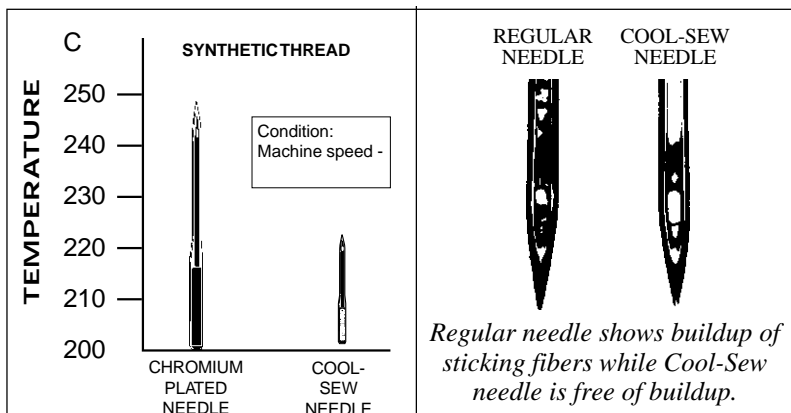 C
SYNTHETIC THREAD
TEMPERATURE
250
240
230
220
210
200
Condition:
Machine speed -
CHROMIUM
PLATED
NEEDLE
COOL-
SEW
NEEDLE
REGULAR
NEEDLE
COOL-SEW
NEEDLE
Regular needle shows buildup of
sticking fibers while Cool-Sew
needle is free of buildup.